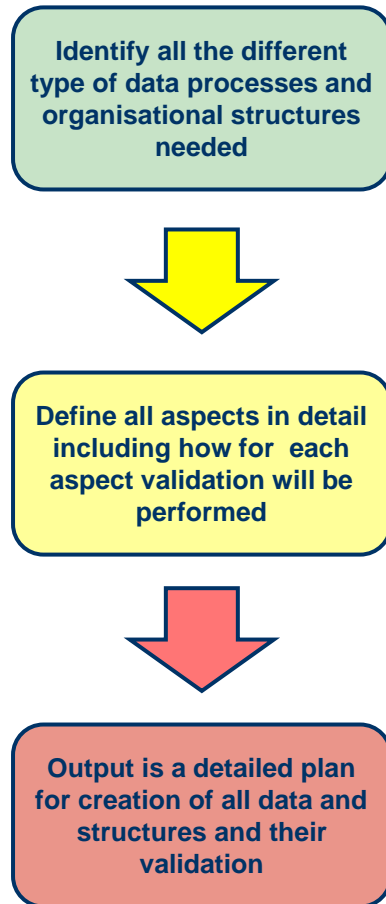 Identify all the different
type of data processes and
organisational structures
needed
Define all aspects in detail
including how for each
aspect validation will be
performed
Output is a detailed plan
for creation of all data and
structures and their
validation